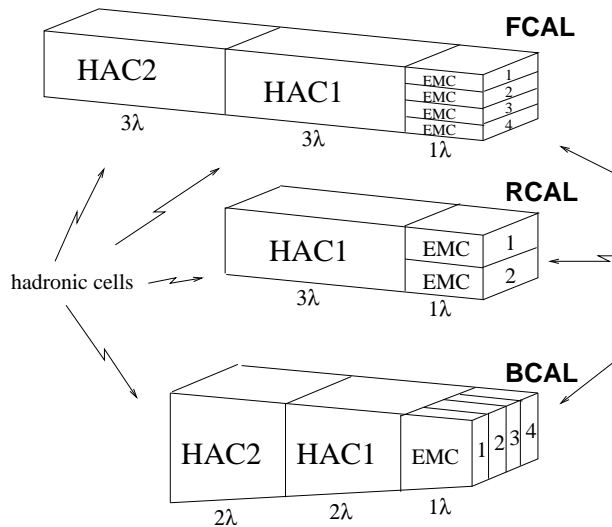 FCAL
HAC2
HAC1
EMC
EMC
EMC
EMC
1
2
3
4
3λ
3λ
1λ
RCAL
HAC1
EMC
EMC
1
2
hadronic cells
3λ
1λ
BCAL
HAC2
HAC1
EMC
1 2 3 4
2λ
2λ
1λ